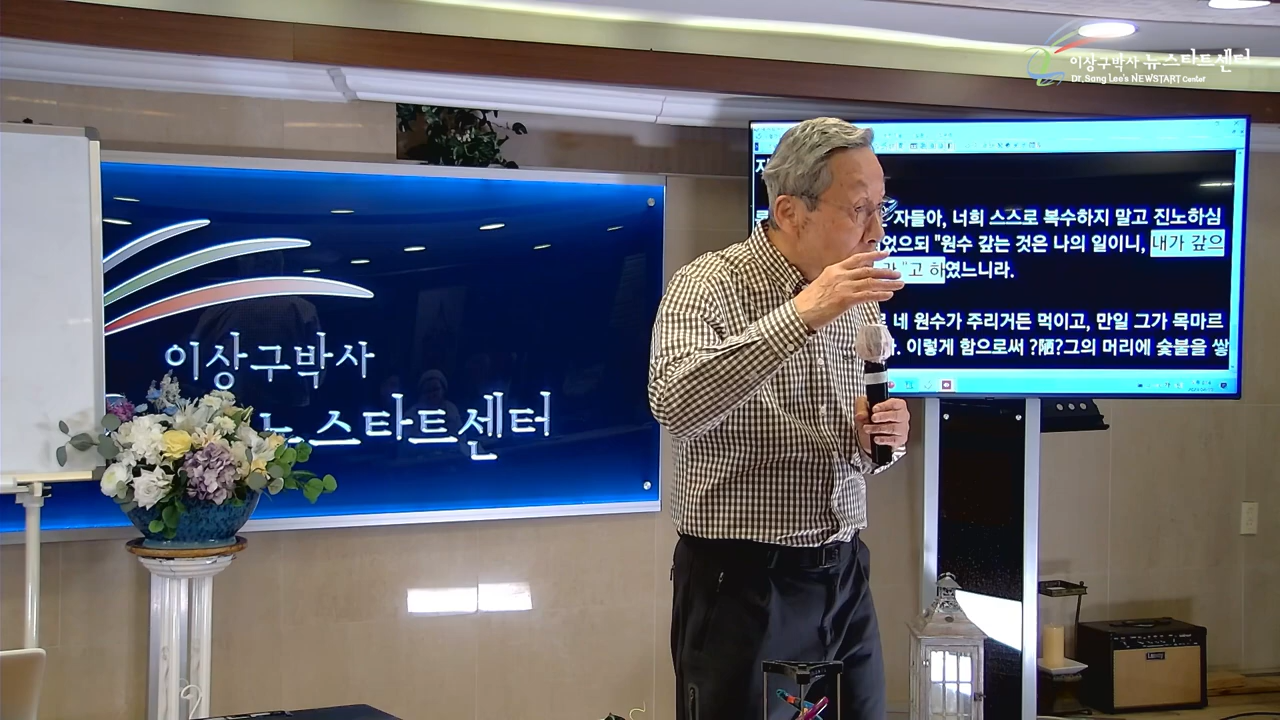 이상구박사 뉴스타트센터
Dr. Sang Lee's NEWSTART Center
자들아, 너희 스스로 복수하지 말고 진노하심
었으되 "원수 갚는 것은 나의 일이니, 내가 갚으
"고 하였느니라.
네 원수가 주리거든 먹이고, 만일 그가 목마르
이렇게 함으로써 ?陋?그의 머리에 숯불을 쌓
이상구박사
뉴스타트센터
Laney